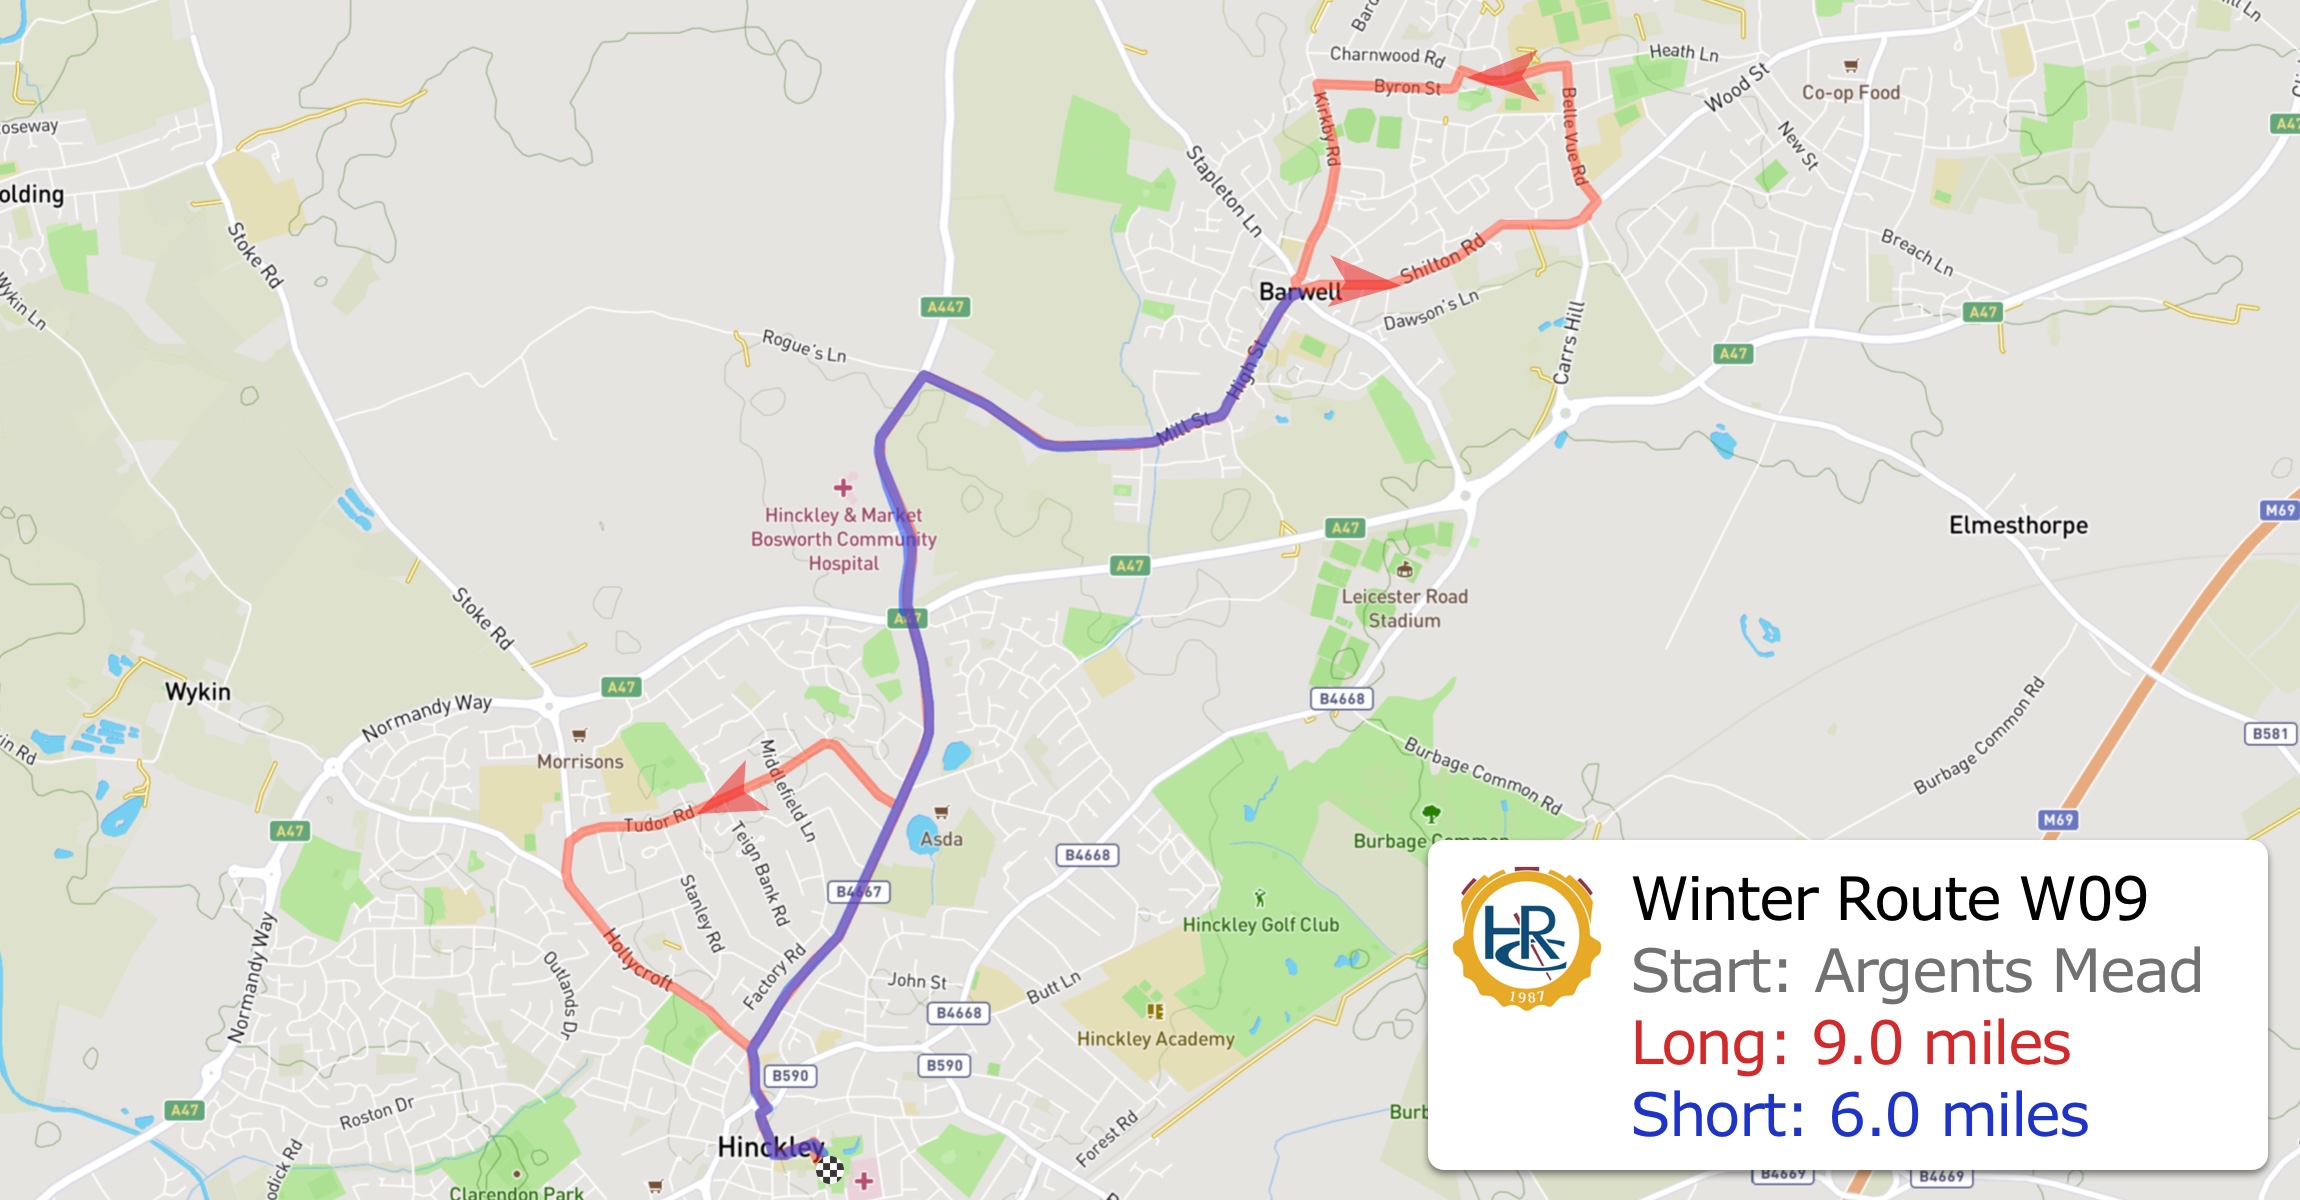 Charnwood Rd
Heath Ln
Wood St
Co-op Food
Byron St
Kirkby Rd
Belle Vue Rd
New St
A47
olding
Stoke Rd
Stapleton Ln
Breach Ln
Wykin Ln
A447
Barwell
Shilton Rd
Dawson's Ln
Carrs Hill
A47
A47
Rogue's Ln
High St
Mill St
Hinckley & Market
Bosworth Community
Hospital
A47
Elmesthorpe
M69
A47
Leicester Road
Stadium
Stoke Rd
A47
Wykin
A47
Normandy Way
B4668
B581
Morrisons
Middlefield Ln
Burbage Common Rd
Burbage Common Rd
Tudor Rd
Asda
M69
A47
Teign Bank Rd
Burbage Common
B4668
Stanley Rd
B4667
Hinckley Golf Club
Normandy Way
Hollycroft
Outlands Dr
Factory Rd
John St
Butt Ln
B4668
Hinckley Academy
B590
B590
A47
Roston Dr
Forest Rd
Hinckley
Clarendon Park
B4669
B4669
HR
1987
Winter Route W09
Start: Argents Mead
Long: 9.0 miles
Short: 6.0 miles